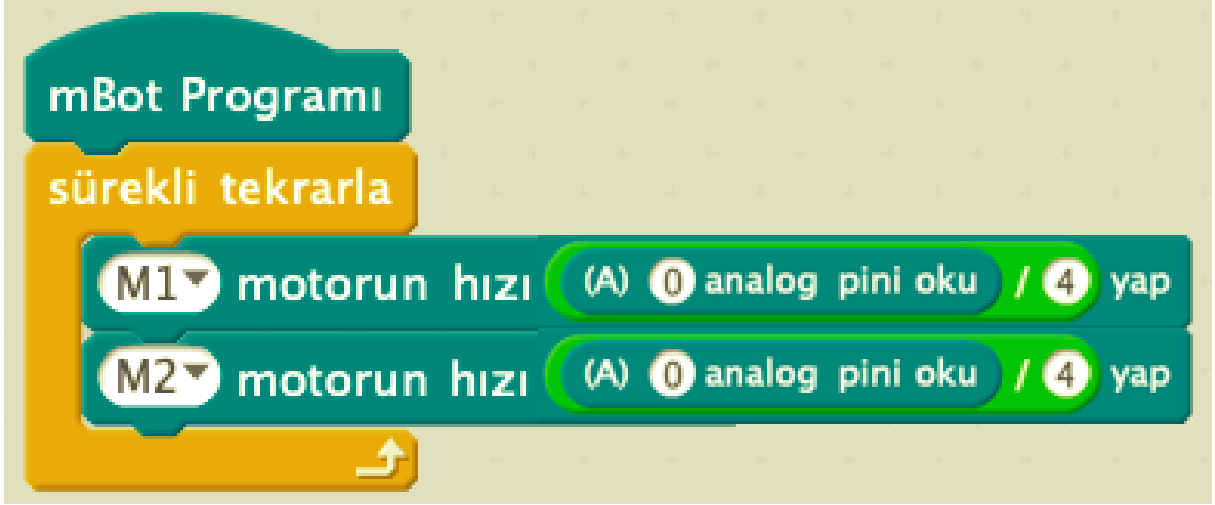 mBot Programı
sürekli tekrarla
M1 motorun hızı (A) 0 analog pini oku / 4 yap
M2 motorun hızı (A) 0 analog pini oku / 4 yap